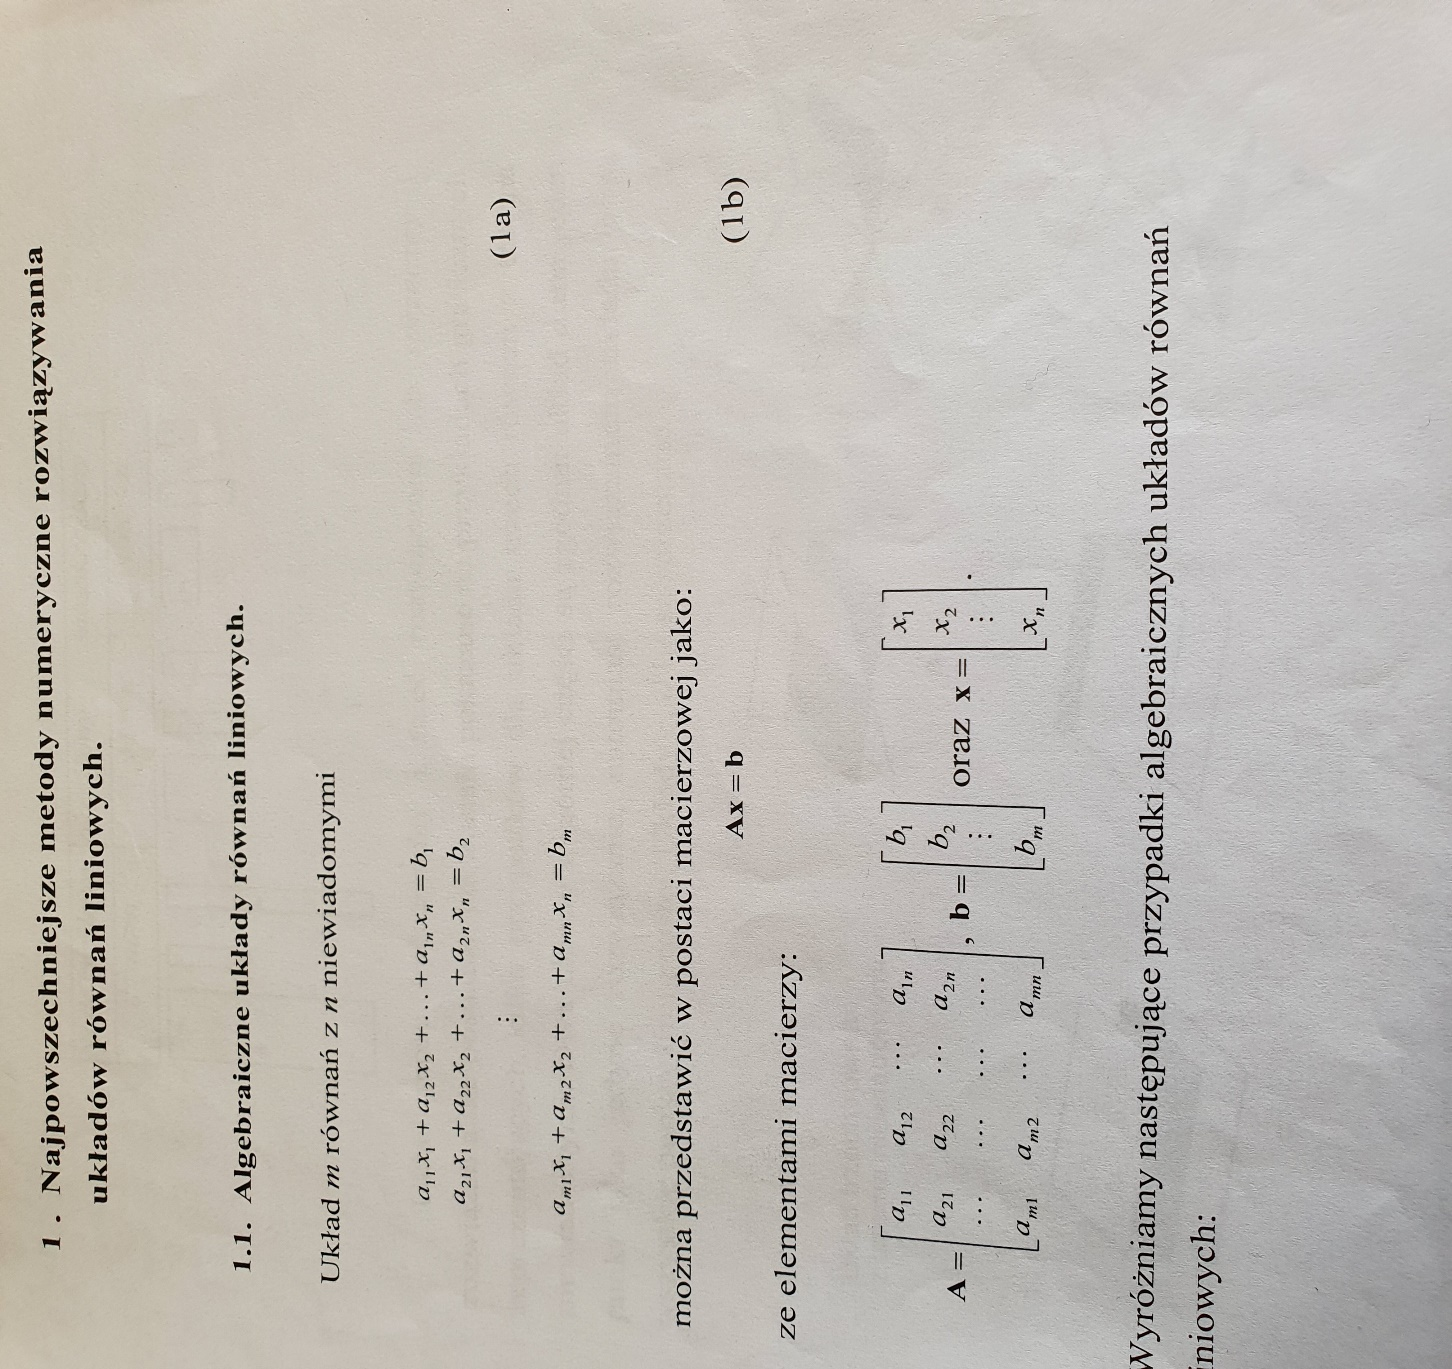 1. Najpowszechniejsze metody numeryczne rozwiązywania
układów równań liniowych.
1.1. Algebraiczne układy równań liniowych.
Układ m równań z n niewiadomymi
a₁₁x₁ + a₁₂x₂ + … + a₁ₙxₙ = b₁
a₂₁x₁ + a₂₂x₂ + … + a₂ₙxₙ = b₂
⋮ (1a)
aₘ₁x₁ + aₘ₂x₂ + … + aₘₙxₙ = bₘ
można przedstawić w postaci macierzowej jako:
Ax = b (1b)
ze elementami macierzy:
A = [a₁₁ a₁₂ … a₁ₙ; a₂₁ a₂₂ … a₂ₙ; … … … …; aₘ₁ aₘ₂ … aₘₙ], b = [b₁; b₂; ⋮; bₘ] oraz x = [x₁; x₂; ⋮; xₙ].
Wyróżniamy następujące przypadki algebraicznych układów równań
iniowych: